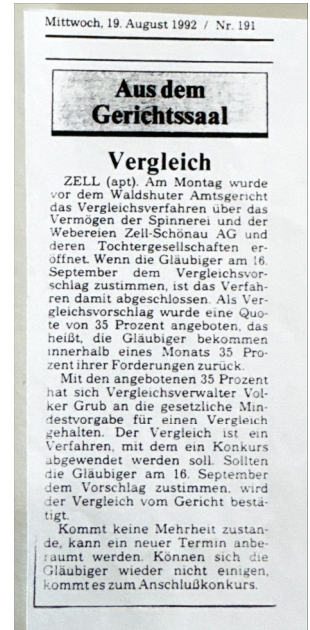 Mittwoch, 19. August 1992 / Nr. 191
Aus dem
Gerichtssaal
Vergleich
ZELL (apt). Am Montag wurde
vor dem Waldshuter Amtsgericht
das Vergleichsverfahren über das
Vermögen der Spinnerei und der
Webereien Zell-Schönau AG und
deren Tochtergesellschaften er-
öffnet. Wenn die Gläubiger am 16.
September dem Vergleichsvor-
schlag zustimmen, ist das Verfah-
ren damit abgeschlossen. Als Ver-
gleichsvorschlag wurde eine Quo-
te von 35 Prozent angeboten, das
heißt, die Gläubiger bekommen
innerhalb eines Monats 35 Pro-
zent ihrer Forderungen zurück.
Mit den angebotenen 35 Prozent
hat sich Vergleichsverwalter Vol-
ker Grub an die gesetzliche Min-
destvorgabe für einen Vergleich
gehalten. Der Vergleich ist ein
Verfahren, mit dem ein Konkurs
abgewendet werden soll. Sollten
die Gläubiger am 16. September
dem Vorschlag zustimmen, wird
der Vergleich vom Gericht bestä-
tigt.
Kommt keine Mehrheit zustan-
de, kann ein neuer Termin anbe-
raumt werden. Können sich die
Gläubiger wieder nicht einigen,
kommt es zum Anschlußkonkurs.